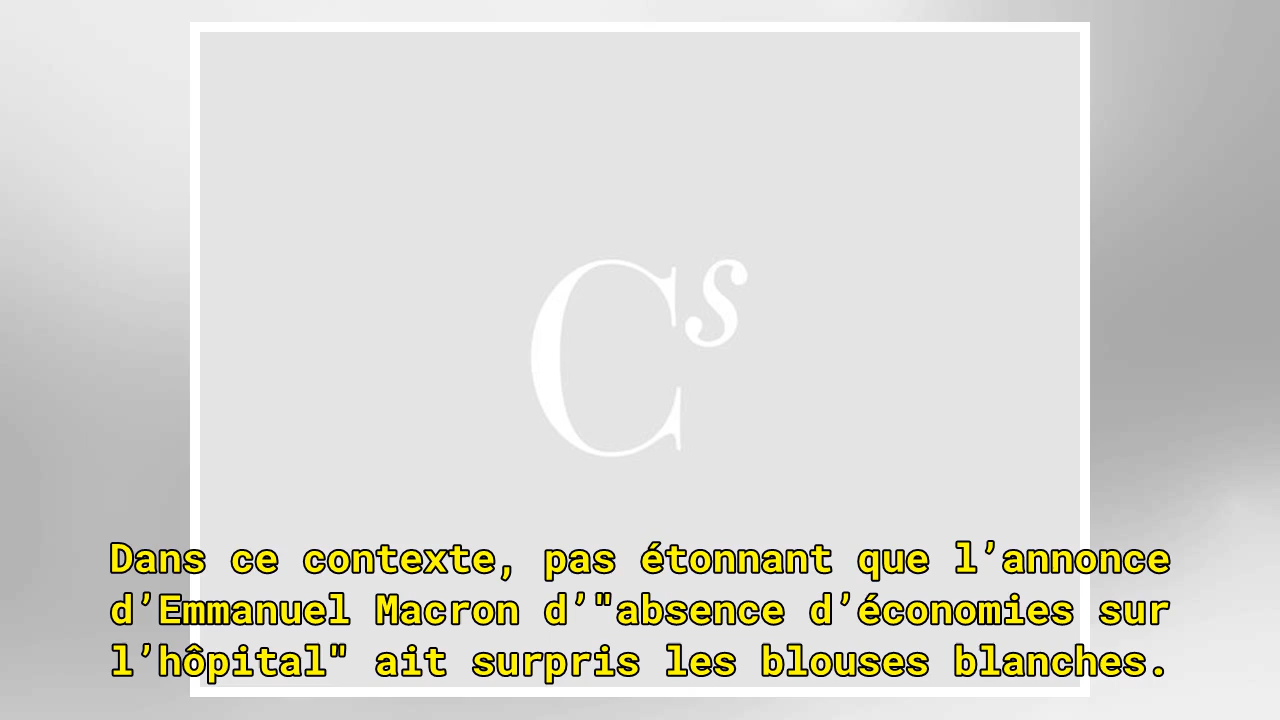 Cs
Dans ce contexte, pas étonnant que l’annonce
d’Emmanuel Macron d’"absence d’économies sur
l’hôpital" ait surpris les blouses blanches.